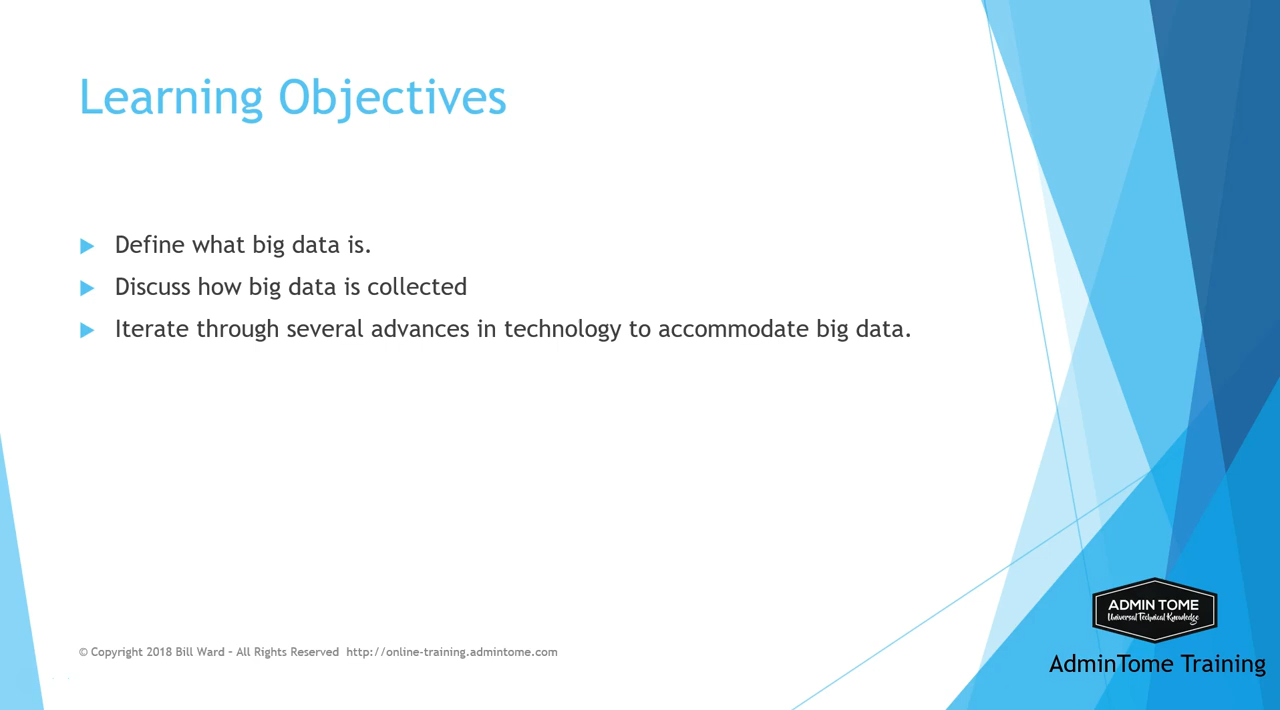 Learning Objectives
Define what big data is.
Discuss how big data is collected
Iterate through several advances in technology to accommodate big data.
ADMIN TOME
Universal Technical Knowledge
© Copyright 2018 Bill Ward – All Rights Reserved http://online-training.admintome.com
AdminTome Training